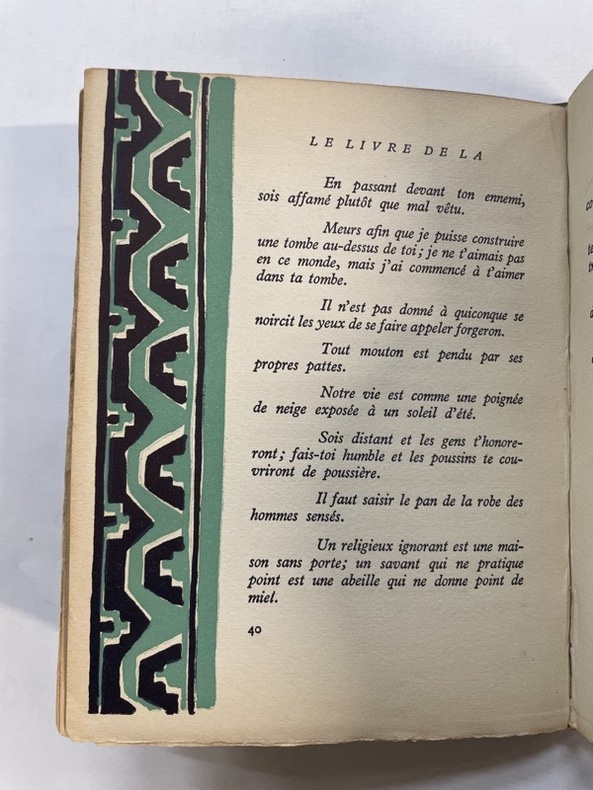 LE LIVRE DE LA
En passant devant ton ennemi,
sois affamé plutôt que mal vêtu.
Meurs afin que je puisse construire
une tombe au-dessus de toi; je ne t'aimais pas
en ce monde, mais j'ai commencé à t'aimer
dans ta tombe.
Il n'est pas donné à quiconque se
noircit les yeux de se faire appeler forgeron.
Tout mouton est pendu par ses
propres pattes.
Notre vie est comme une poignée
de neige exposée à un soleil d'été.
Sois distant et les gens t'honore-
ront; fais-toi humble et les poussins te cou-
vriront de poussière.
Il faut saisir le pan de la robe des
hommes sensés.
Un religieux ignorant est une mai-
son sans porte; un savant qui ne pratique
point est une abeille qui ne donne point de
miel.
40